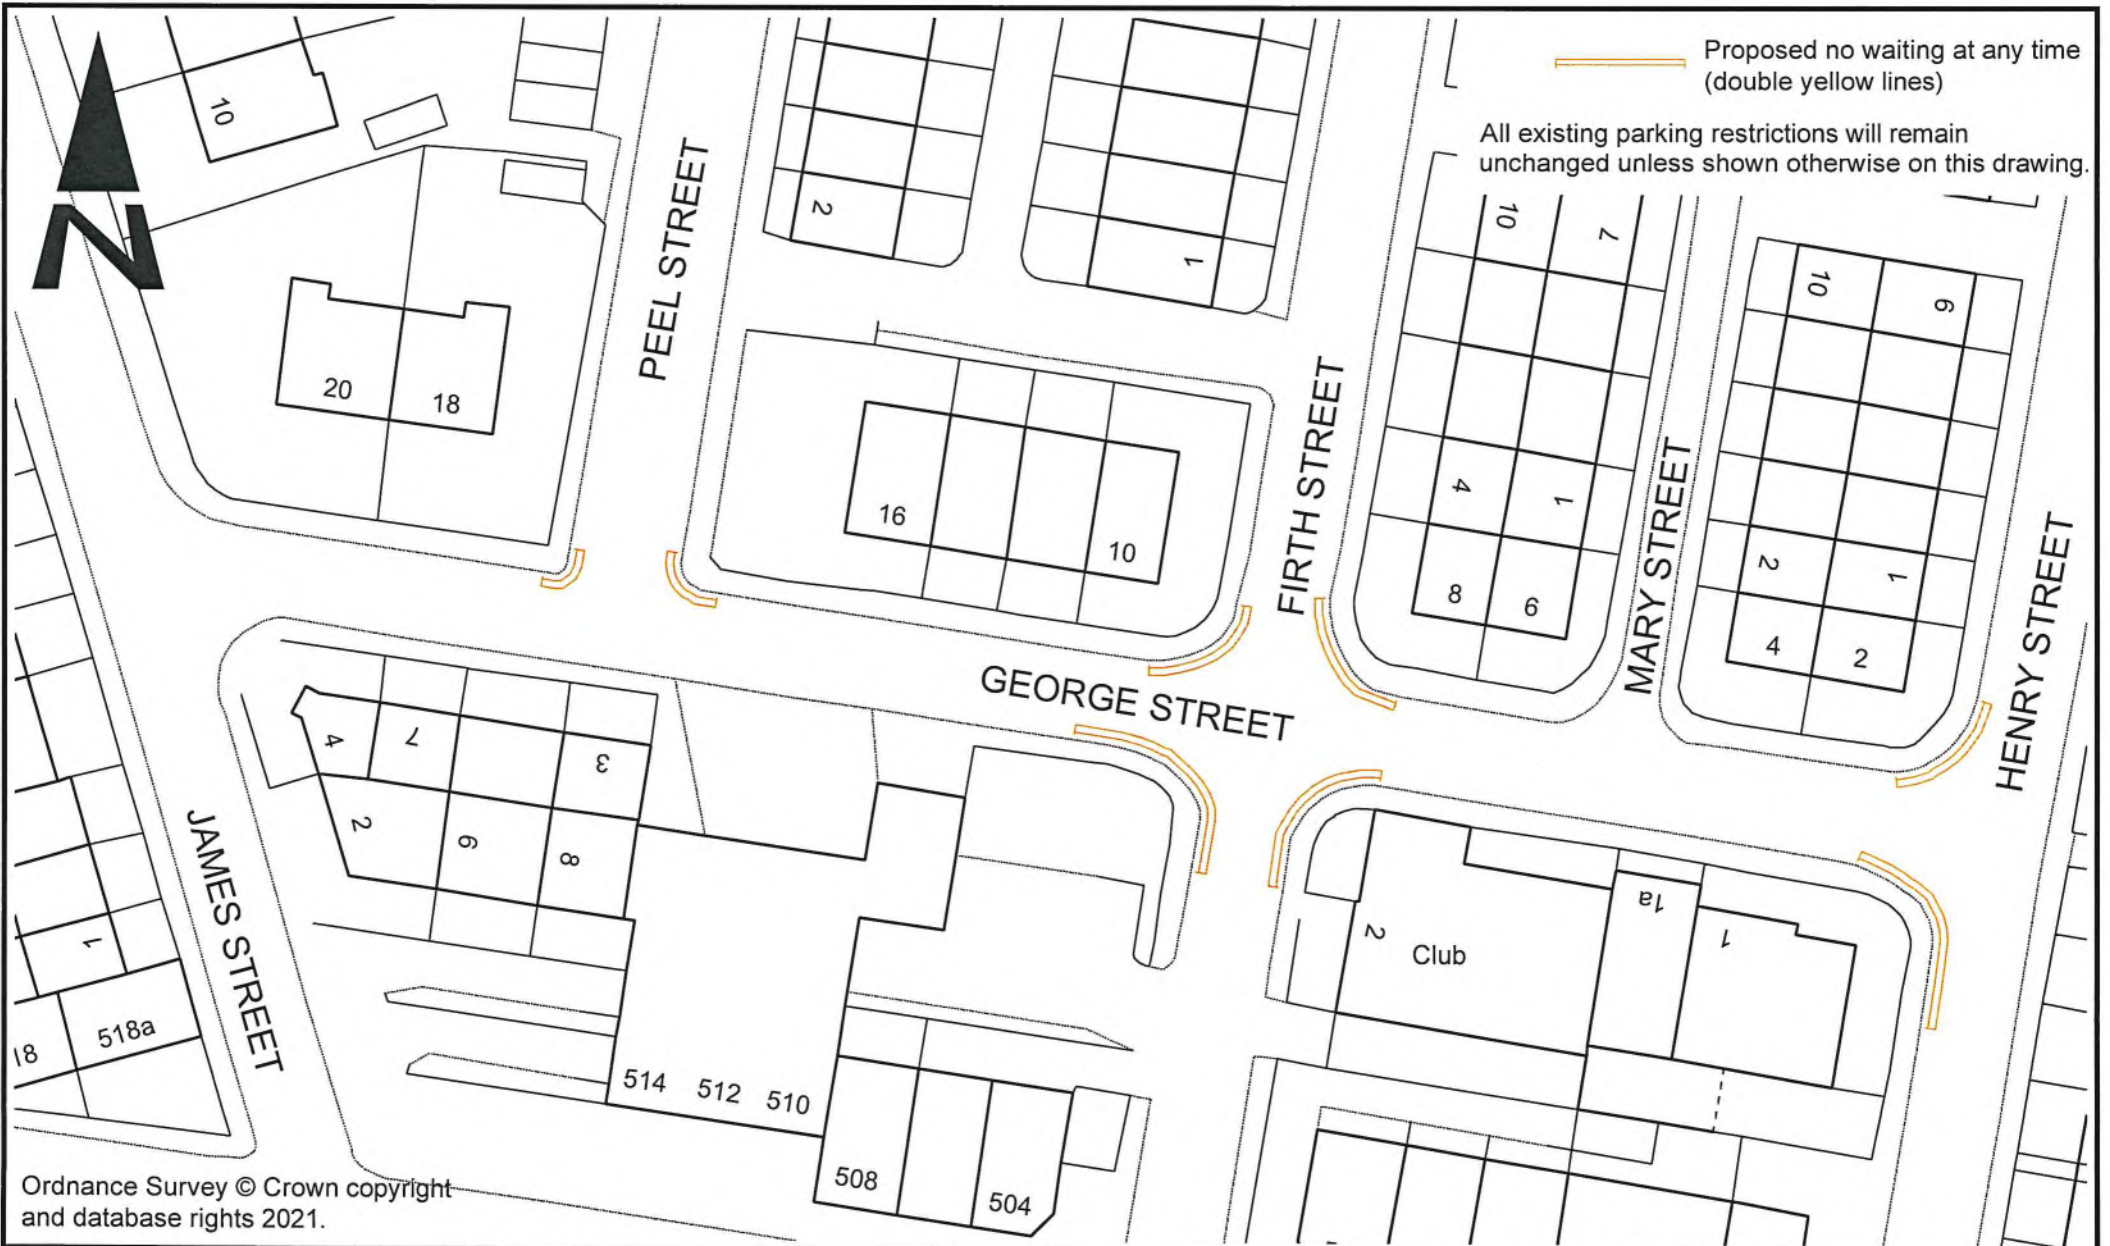 Proposed no waiting at any time
(double yellow lines)
All existing parking restrictions will remain
unchanged unless shown otherwise on this drawing.
N
10
PEEL STREET
2
1
10
7
10
9
20
18
16
10
FIRTH STREET
4
1
8
6
MARY STREET
2
1
4
2
HENRY STREET
GEORGE STREET
4
7
3
2
6
8
JAMES STREET
1
518a
18
514
512
510
508
504
2
Club
1a
1
Ordnance Survey © Crown copyright
and database rights 2021.